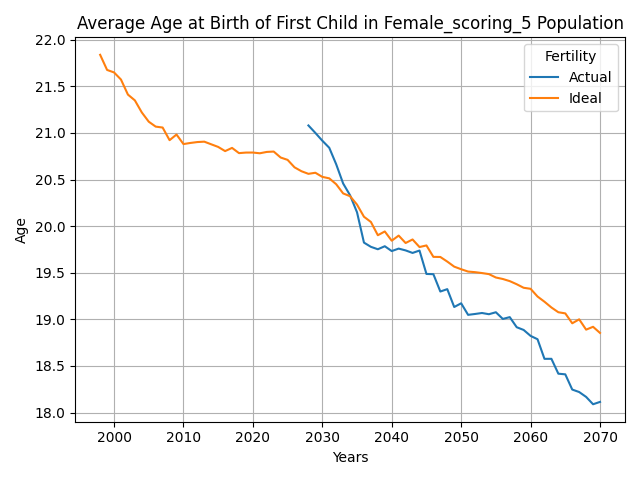 Average Age at Birth of First Child in Female_scoring_5 Population
Fertility
Actual
Ideal
Age
22.0
21.5
21.0
20.5
20.0
19.5
19.0
18.5
18.0
2000 2010 2020 2030 2040 2050 2060 2070
Years